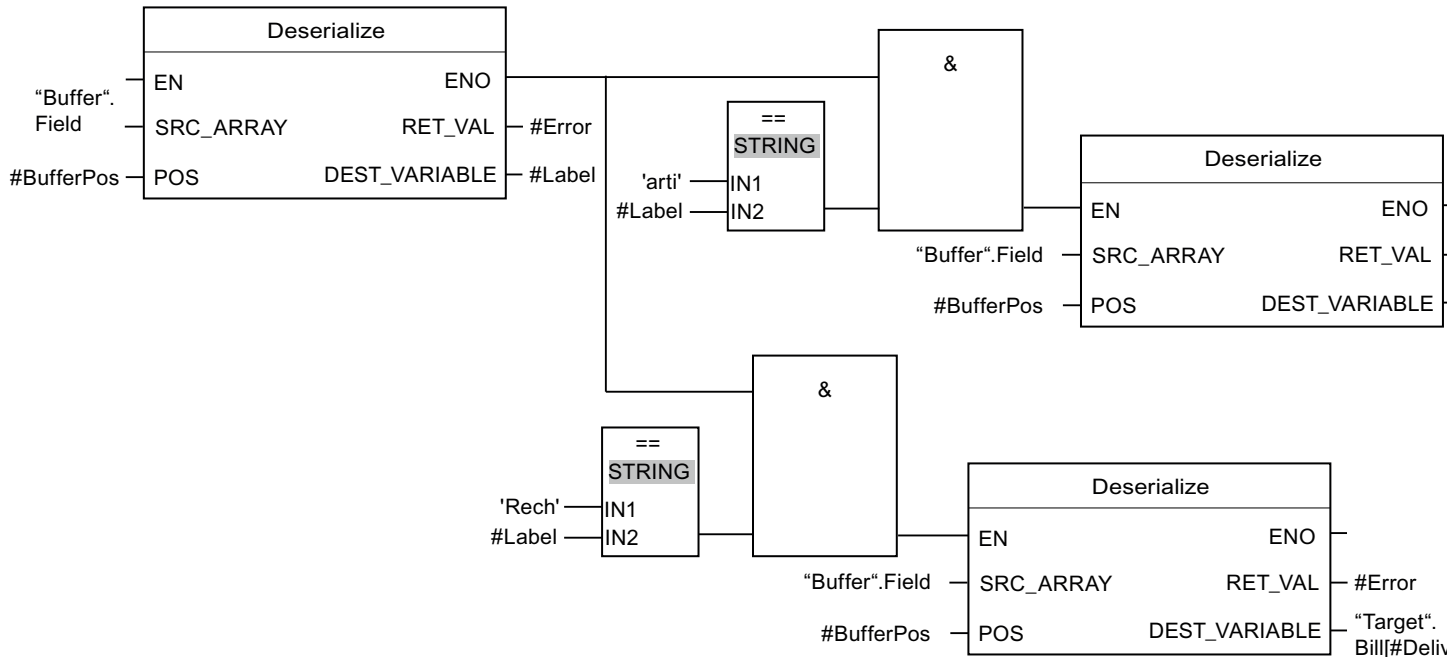 Deserialize
EN
ENO
“Buffer“.
Field
SRC_ARRAY
RET_VAL
#Error
#BufferPos
POS
DEST_VARIABLE
#Label
&
==
STRING
'arti'
IN1
#Label
IN2
Deserialize
EN
ENO
“Buffer“.Field
SRC_ARRAY
RET_VAL
#BufferPos
POS
DEST_VARIABLE
&
==
STRING
'Rech'
IN1
#Label
IN2
Deserialize
EN
ENO
“Buffer“.Field
SRC_ARRAY
RET_VAL
#Error
#BufferPos
POS
DEST_VARIABLE
“Target“.
Bill[#Deliv